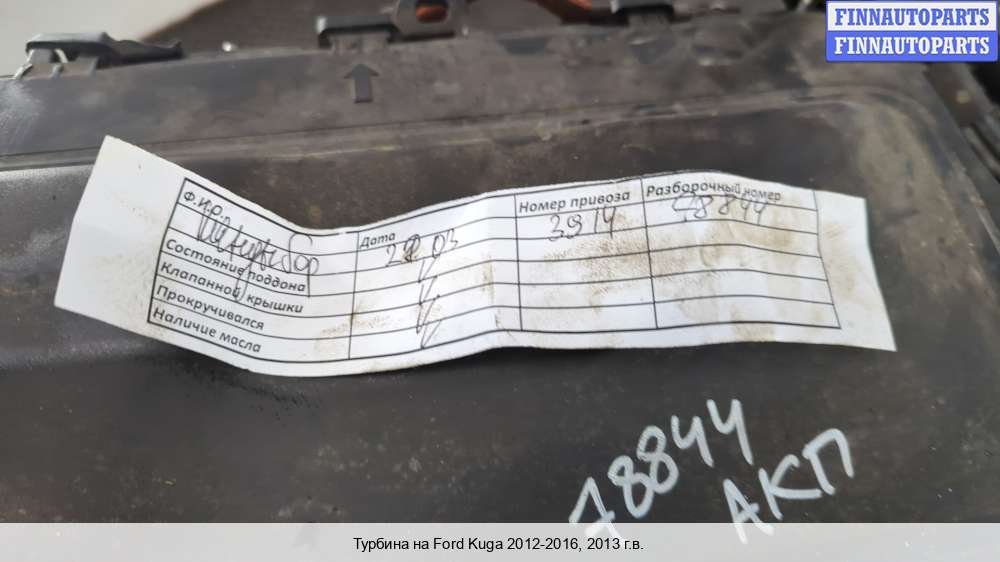 FINNAUTOPARTS
FINNAUTOPARTS
Ф.И.О. Дата Номер привоза Разборочный номер
03 3914 78844
Состояние поддона
Клапанной крышки
Прокручивался
Наличие масла
78844
АКП
Турбина на Ford Kuga 2012-2016, 2013 г.в.